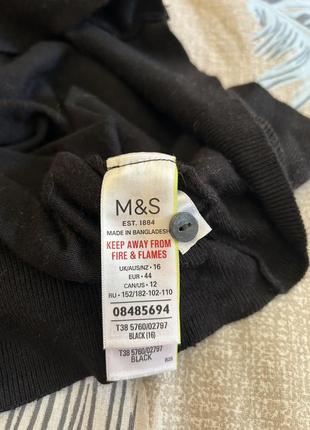 M&S
EST. 1884
MADE IN BANGLADESH
KEEP AWAY FROM
FIRE & FLAMES
UK/AUS/NZ • 16
EUR • 44
CAN/US • 12
RU • 152/182-102-110
08485694
T38 5760/02797
BLACK (16)
T38 5760/02797
BLACK